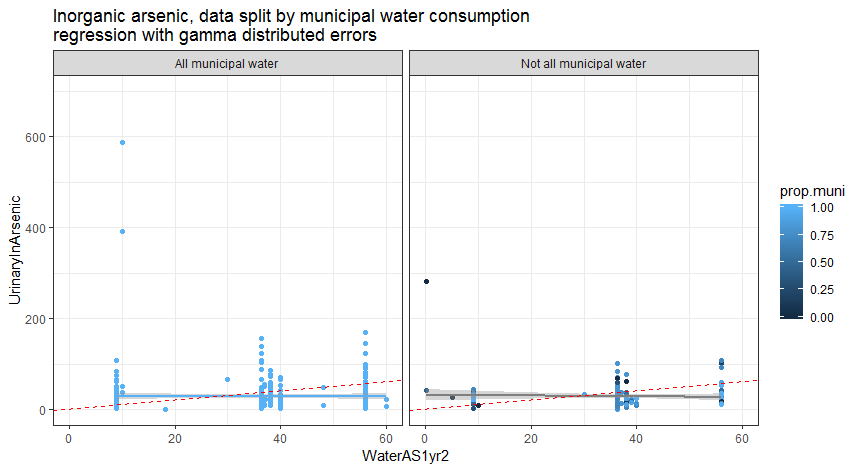 Inorganic arsenic, data split by municipal water consumption
regression with gamma distributed errors
All municipal water
Not all municipal water
UrinaryInArsenic
600
400
200
0
0
20
40
60
0
20
40
60
WaterAS1yr2
prop.muni
1.00
0.75
0.50
0.25
0.00